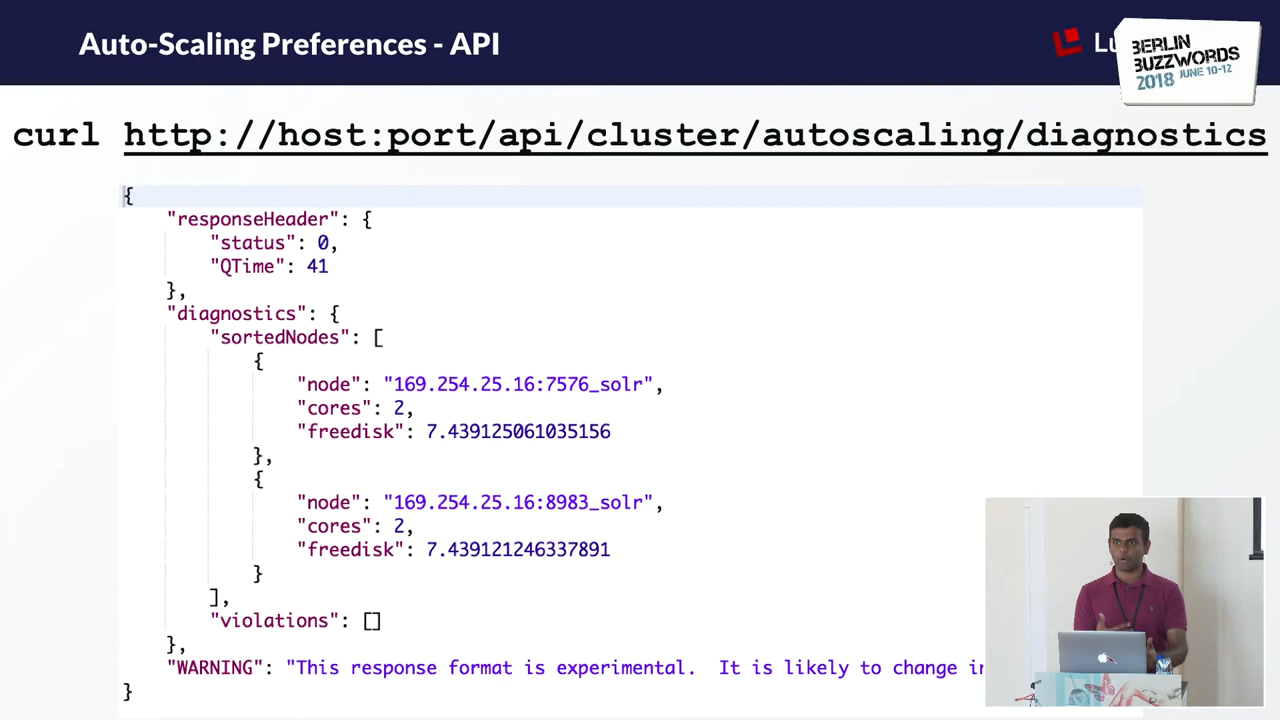 Auto-Scaling Preferences - API
BERLIN
BUZZWORDS
2018 JUNE 10-12
curl http://host:port/api/cluster/autoscaling/diagnostics
{
"responseHeader": {
"status": 0,
"QTime": 41
},
"diagnostics": {
"sortedNodes": [
{
"node": "169.254.25.16:7576_solr",
"cores": 2,
"freedisk": 7.439125061035156
},
{
"node": "169.254.25.16:8983_solr",
"cores": 2,
"freedisk": 7.439121246337891
}
],
"violations": []
},
"WARNING": "This response format is experimental.  It is likely to change in
}